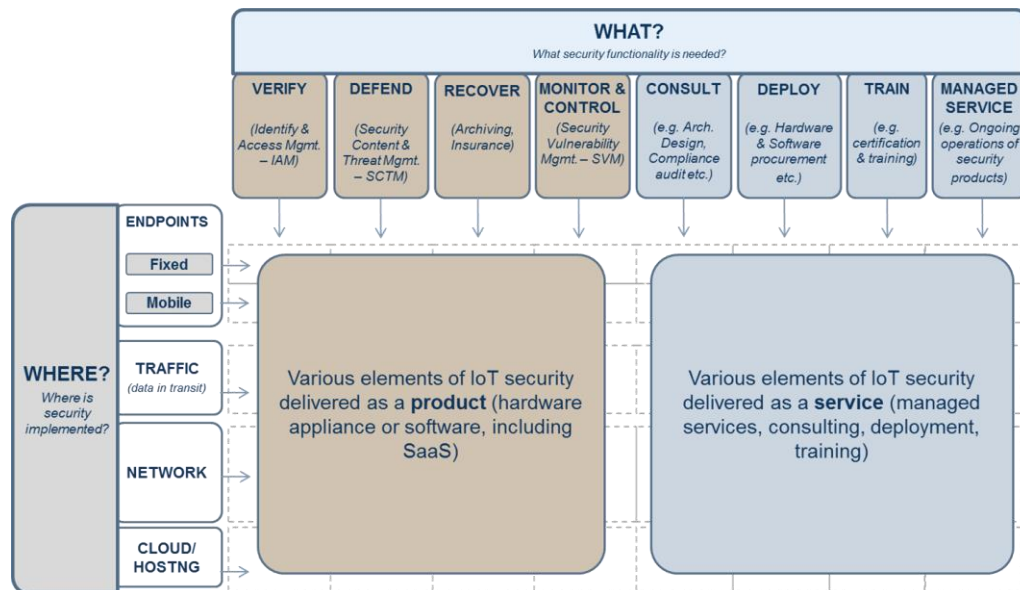 WHAT?
What security functionality is needed?
VERIFY
(Identify &
Access Mgmt.
– IAM)
DEFEND
(Security
Content &
Threat Mgmt.
– SCTM)
RECOVER
(Archiving,
Insurance)
MONITOR &
CONTROL
(Security
Vulnerability
Mgmt. – SVM)
CONSULT
(e.g. Arch.
Design,
Compliance
audit etc.)
DEPLOY
(e.g. Hardware
& Software
procurement
etc.)
TRAIN
(e.g.
certification
& training)
MANAGED
SERVICE
(e.g. Ongoing
operations of
security
products)
WHERE?
Where is
security
implemented?
ENDPOINTS
Fixed
Mobile
TRAFFIC
(data in transit)
NETWORK
CLOUD/
HOSTNG
Various elements of IoT security
delivered as a product (hardware
appliance or software, including
SaaS)
Various elements of IoT security
delivered as a service (managed
services, consulting, deployment,
training)